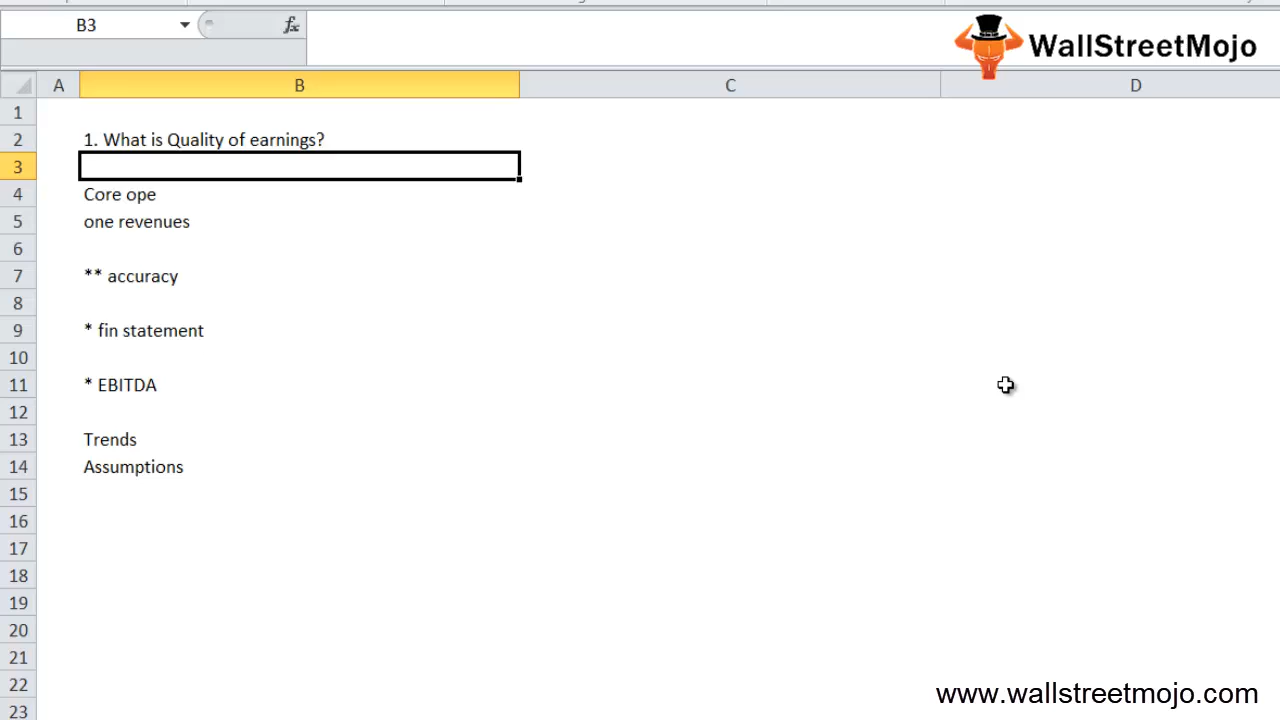 B3
fx
WallStreetMojo
A B C D
1
2 1. What is Quality of earnings?
3
4 Core ope
5 one revenues
6
7 ** accuracy
8
9 * fin statement
10
11 * EBITDA
12
13 Trends
14 Assumptions
15
16
17
18
19
20
21
22
www.wallstreetmojo.com
23